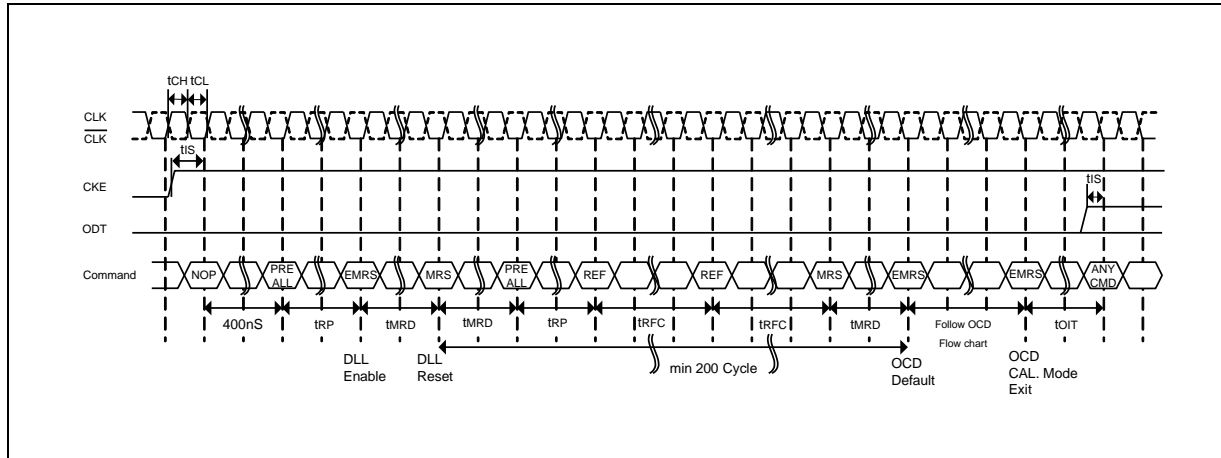 tCH tCL
CLK
CLK
tIS
CKE
tIS
ODT
Command
NOP
PRE ALL
EMRS
MRS
PRE ALL
REF
REF
MRS
EMRS
EMRS
ANY CMD
400nS
tRP
tMRD
tMRD
tRP
tRFC
tRFC
tMRD
Follow OCD
Flow chart
tOIT
DLL
Enable
DLL
Reset
min 200 Cycle
OCD
Default
OCD
CAL. Mode
Exit